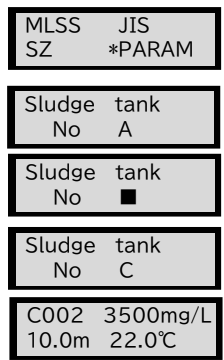 MLSS JIS
SZ *PARAM
Sludge tank
No A
Sludge tank
No ■
Sludge tank
No C
C002 3500mg/L
10.0m 22.0℃